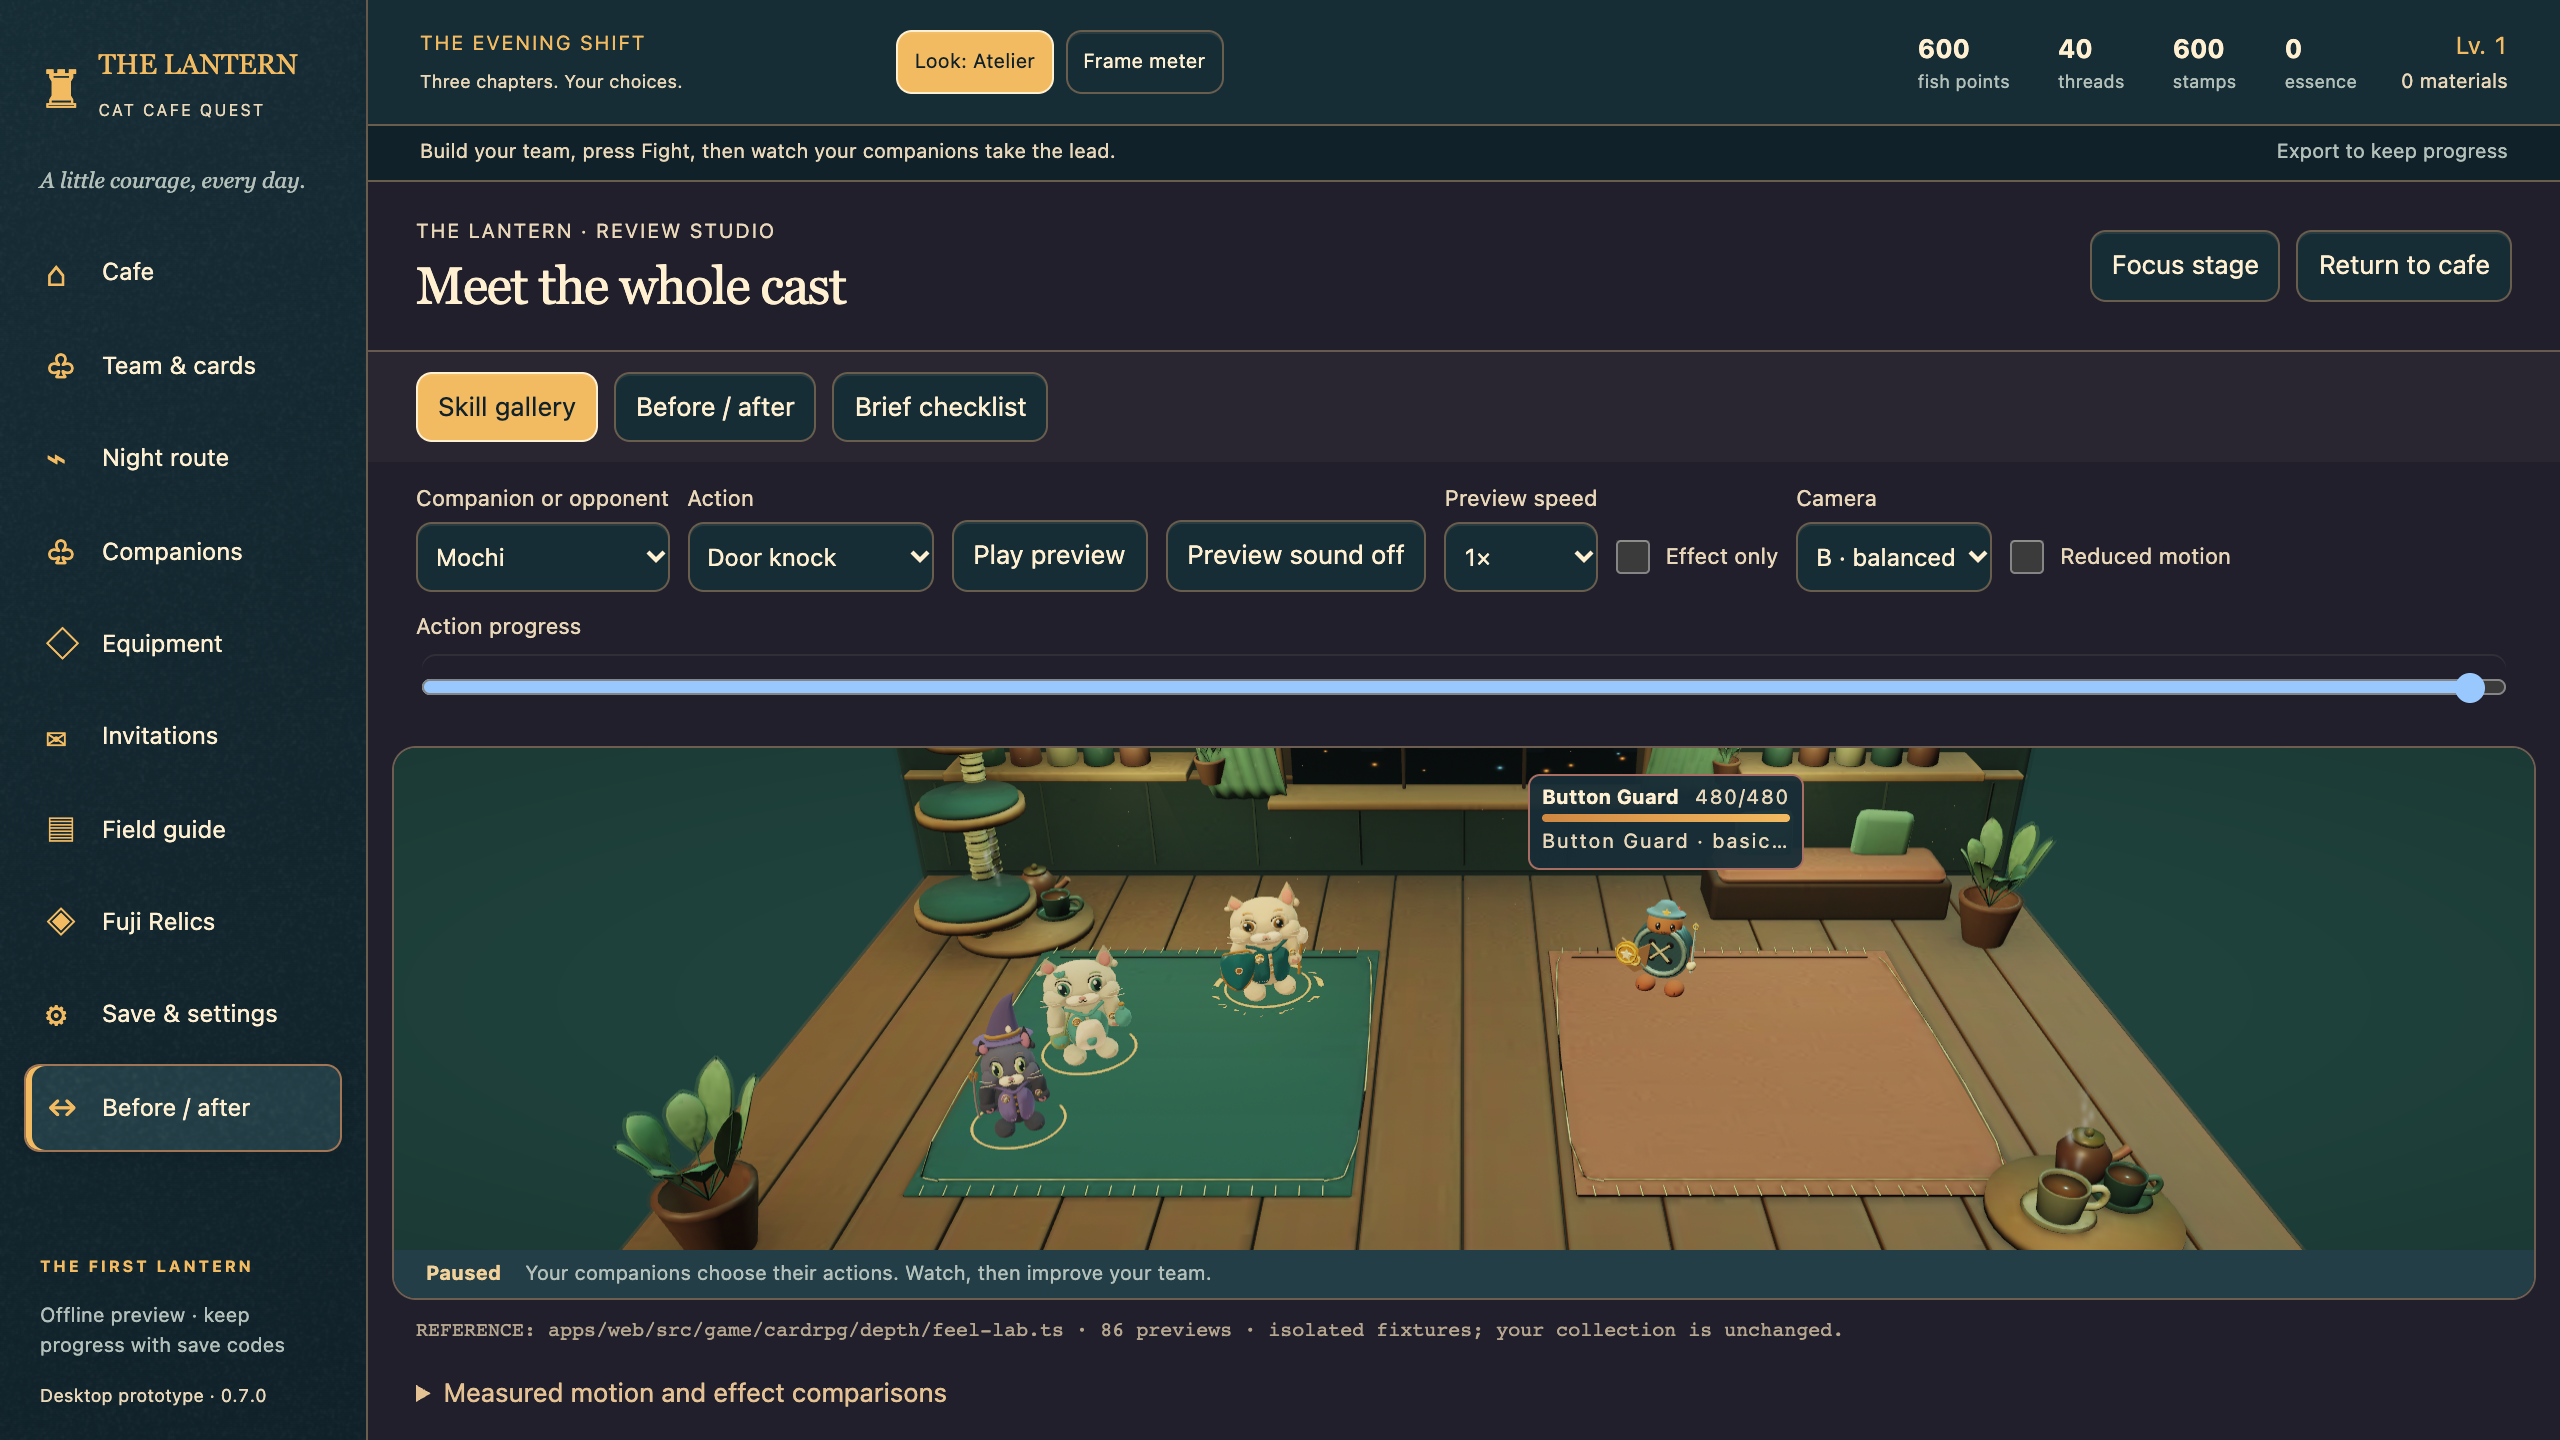 THE LANTERN
CAT CAFE QUEST
A little courage, every day.
Cafe
Team & cards
Night route
Companions
Equipment
Invitations
Field guide
Fuji Relics
Save & settings
Before / after
THE FIRST LANTERN
Offline preview · keep
progress with save codes
Desktop prototype · 0.7.0
THE EVENING SHIFT
Three chapters. Your choices.
Look: Atelier
Frame meter
600
fish points
40
threads
600
stamps
0
essence
Lv. 1
0 materials
Build your team, press Fight, then watch your companions take the lead.
Export to keep progress
THE LANTERN · REVIEW STUDIO
Meet the whole cast
Focus stage
Return to cafe
Skill gallery
Before / after
Brief checklist
Companion or opponent
Mochi
Action
Door knock
Play preview
Preview sound off
Preview speed
1×
Effect only
Camera
B · balanced
Reduced motion
Action progress
Button Guard 480/480
Button Guard · basic…
Paused Your companions choose their actions. Watch, then improve your team.
REFERENCE: apps/web/src/game/cardrpg/depth/feel-lab.ts · 86 previews · isolated fixtures; your collection is unchanged.
Measured motion and effect comparisons